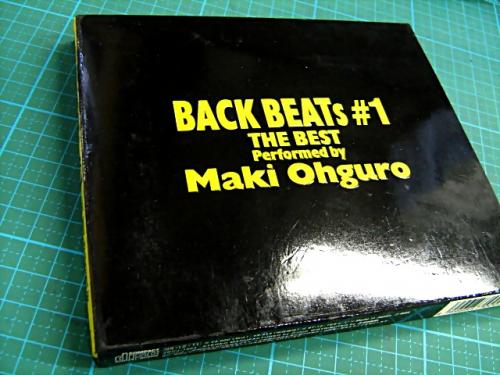 BACK BEATs #1
THE BEST
Performed by
Maki Ohguro